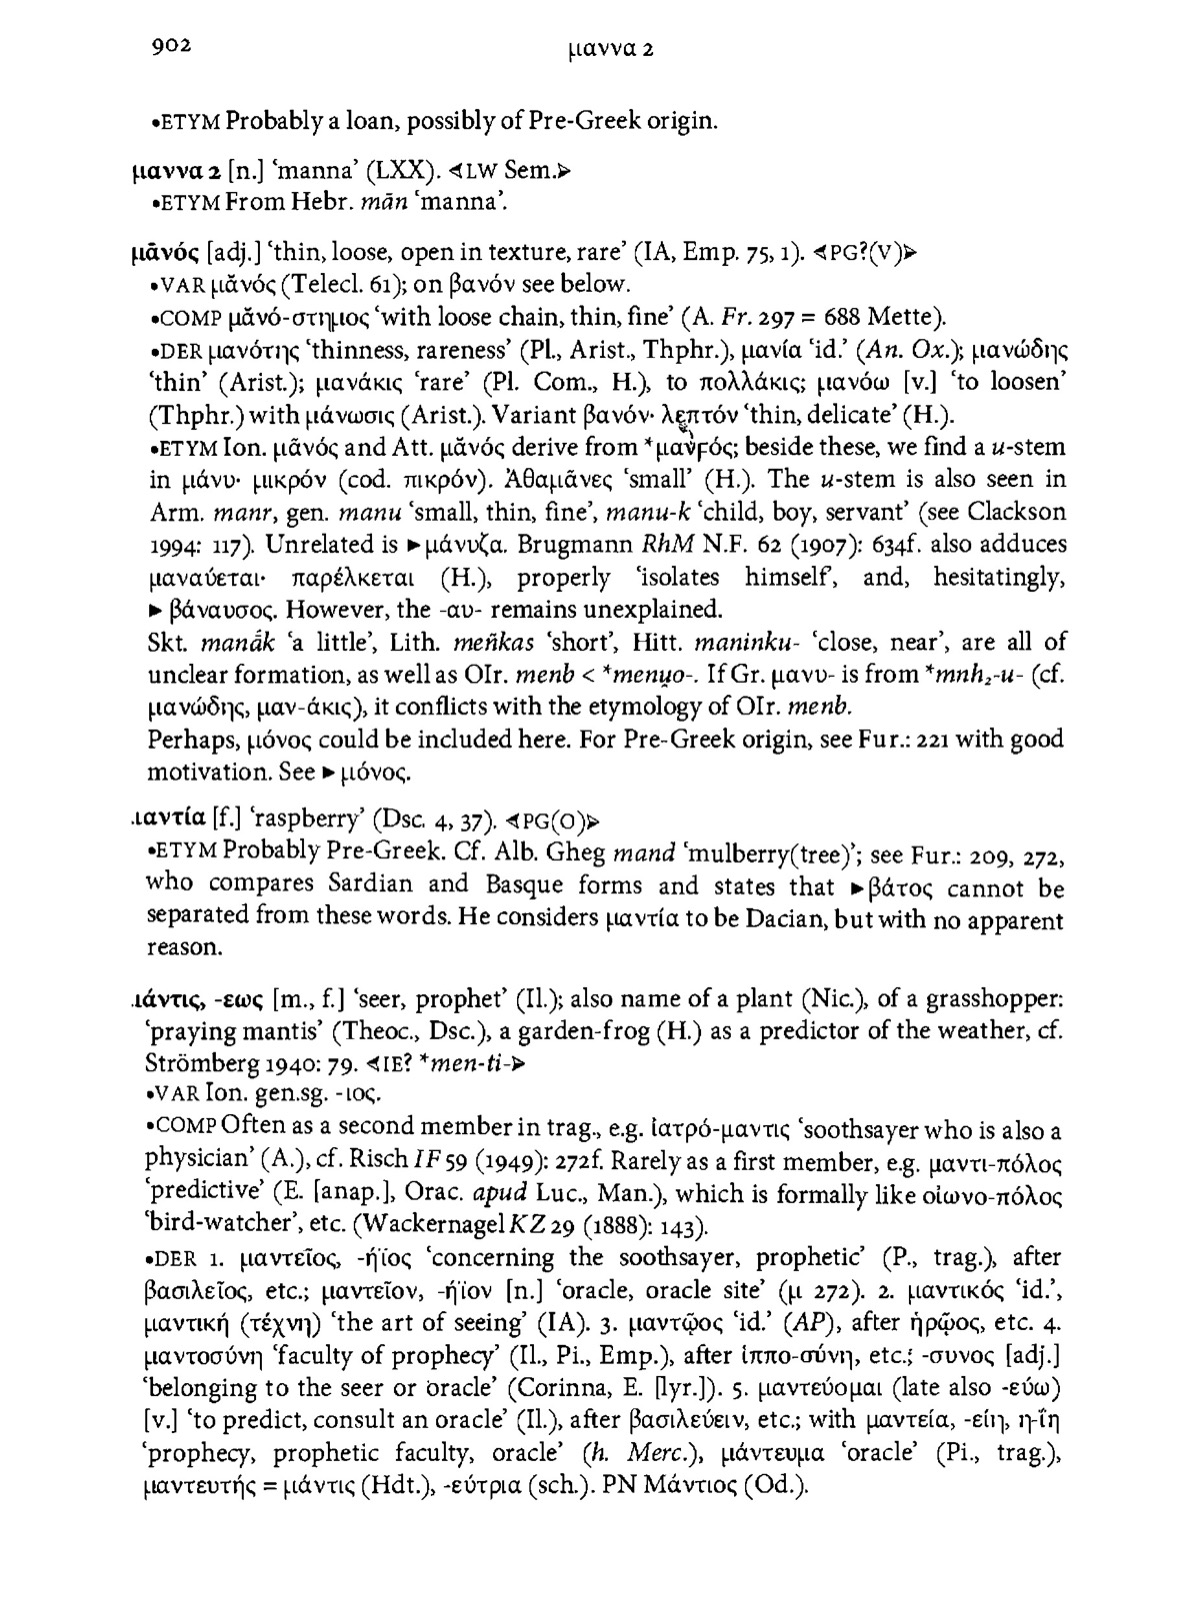 902
μαννα 2
•ETYM Probably a loan, possibly of Pre-Greek origin.
μαννα 2 [n.] ‘manna’ (LXX). ⊰LW Sem.⊱
•ETYM From Hebr. mān ‘manna’.
μᾱνός [adj.] ‘thin, loose, open in texture, rare’ (IA, Emp. 75, 1). ⊰PG?(V)⊱
•VAR μᾰνός (Telecl. 61); on βανόν see below.
•COMP μᾰνό-στημος ‘with loose chain, thin, fine’ (A. Fr. 297 = 688 Mette).
•DER μανότης ‘thinness, rareness’ (Pl., Arist., Thphr.), μανία ‘id.’ (An. Ox.); μανώδης
‘thin’ (Arist.); μανάκις ‘rare’ (Pl. Com., H.), to πολλάκις; μανόω [v.] ‘to loosen’
(Thphr.) with μάνωσις (Arist.). Variant βανόν· λεπτόν ‘thin, delicate’ (H.).
•ETYM Ion. μᾱνός and Att. μᾰνός derive from *μανϝός; beside these, we find a u-stem
in μάνυ· μικρόν (cod. πικρόν). Ἀθαμᾶνες ‘small’ (H.). The u-stem is also seen in
Arm. manr, gen. manu ‘small, thin, fine’, manu-k ‘child, boy, servant’ (see Clackson
1994: 117). Unrelated is ►μάνυζα. Brugmann RhM N.F. 62 (1907): 634f. also adduces
μαναύεται· παρέλκεται (H.), properly ‘isolates himself’, and, hesitatingly,
► βάναυσος. However, the -αυ- remains unexplained.
Skt. manā́k ‘a little’, Lith. meñkas ‘short’, Hitt. maninku- ‘close, near’, are all of
unclear formation, as well as OIr. menb < *menu̯o-. If Gr. μανυ- is from *mnh₂-u- (cf.
μανώδης, μαν-άκις), it conflicts with the etymology of OIr. menb.
Perhaps, μόνος could be included here. For Pre-Greek origin, see Fur.: 221 with good
motivation. See ► μόνος.
.ιαντία [f.] ‘raspberry’ (Dsc. 4, 37). ⊰PG(O)⊱
•ETYM Probably Pre-Greek. Cf. Alb. Gheg mand ‘mulberry(tree)’; see Fur.: 209, 272,
who compares Sardian and Basque forms and states that ►βάτος cannot be
separated from these words. He considers μαντία to be Dacian, but with no apparent
reason.
.ιάντις, -εως [m., f.] ‘seer, prophet’ (Il.); also name of a plant (Nic.), of a grasshopper:
‘praying mantis’ (Theoc., Dsc.), a garden-frog (H.) as a predictor of the weather, cf.
Strömberg 1940: 79. ⊰IE? *men-ti-⊱
•VAR Ion. gen.sg. -ιος.
•COMP Often as a second member in trag., e.g. ἰατρό-μαντις ‘soothsayer who is also a
physician’ (A.), cf. Risch IF 59 (1949): 272f. Rarely as a first member, e.g. μαντι-πόλος
‘predictive’ (E. [anap.], Orac. apud Luc., Man.), which is formally like οἰωνο-πόλος
‘bird-watcher’, etc. (Wackernagel KZ 29 (1888): 143).
•DER 1. μαντεῖος, -ήϊος ‘concerning the soothsayer, prophetic’ (P., trag.), after
βασιλεῖος, etc.; μαντεῖον, -ήϊον [n.] ‘oracle, oracle site’ (μ 272). 2. μαντικός ‘id.’,
μαντική (τέχνη) ‘the art of seeing’ (IA). 3. μαντῷος ‘id.’ (AP), after ἡρῷος, etc. 4.
μαντοσύνη ‘faculty of prophecy’ (Il., Pi., Emp.), after ἱππο-σύνη, etc.; -συνος [adj.]
‘belonging to the seer or oracle’ (Corinna, E. [lyr.]). 5. μαντεύομαι (late also -εύω)
[v.] ‘to predict, consult an oracle’ (Il.), after βασιλεύειν, etc.; with μαντεία, -είη, η-ΐη
‘prophecy, prophetic faculty, oracle’ (h. Merc.), μάντευμα ‘oracle’ (Pi., trag.),
μαντευτής = μάντις (Hdt.), -εύτρια (sch.). PN Μάντιος (Od.).